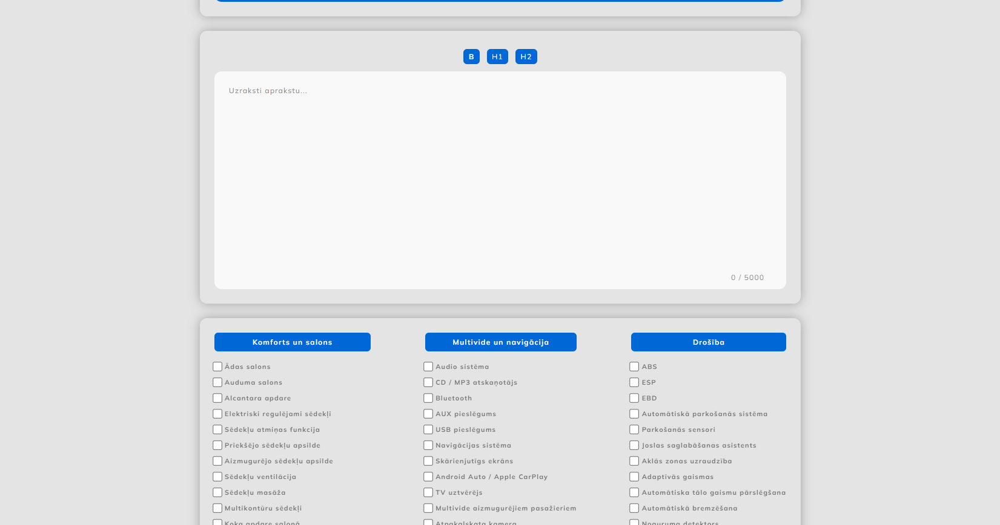 B H1 H2
Uzraksti aprakstu...
0 / 5000
Komforts un salons
Ādas salons
Auduma salons
Alcantara apdare
Elektriski regulējami sēdekļi
Sēdekļu atmiņas funkcija
Priekšējo sēdekļu apsilde
Aizmugurējo sēdekļu apsilde
Sēdekļu ventilācija
Sēdekļu masāža
Multikontūru sēdekļi
Koka apdare salonā
Multivide un navigācija
Audio sistēma
CD / MP3 atskaņotājs
Bluetooth
AUX pieslēgums
USB pieslēgums
Navigācijas sistēma
Skārienjutīgs ekrāns
Android Auto / Apple CarPlay
TV uztvērējs
Multivide aizmugurējiem pasažieriem
Atpakaļskata kamera
Drošība
ABS
ESP
EBD
Automātiskā parkošanās sistēma
Parkošanās sensori
Joslas saglabāšanas asistents
Aklās zonas uzraudzība
Adaptīvās gaismas
Automātiska tālo gaismu pārslēgšana
Automātiskā bremzēšana
Noguruma detektors